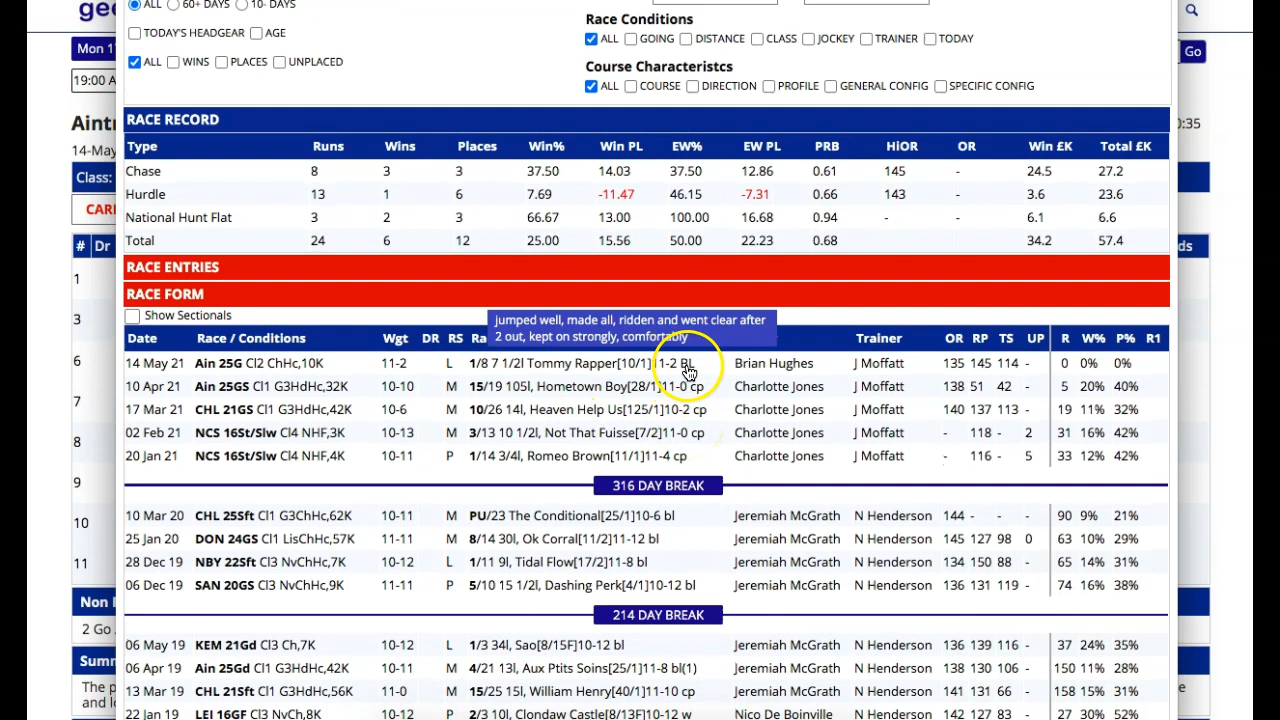 gee
ALL 60+ DAYS 10- DAYS
Race Conditions
TODAY'S HEADGEAR AGE
ALL GOING DISTANCE CLASS JOCKEY TRAINER TODAY
Mon 1
Go
ALL WINS PLACES UNPLACED
Course Characteristcs
19:00 A
ALL COURSE DIRECTION PROFILE GENERAL CONFIG SPECIFIC CONFIG
Aintr
RACE RECORD
0:35
14-May
Type Runs Wins Places Win% Win PL EW% EW PL PRB HiOR OR Win £K Total £K
Class:
Chase 8 3 3 37.50 14.03 37.50 12.86 0.61 145 - 24.5 27.2
Hurdle 13 1 6 7.69 -11.47 46.15 -7.31 0.66 143 3.6 23.6
CAR
National Hunt Flat 3 2 3 66.67 13.00 100.00 16.68 0.94 - - 6.1 6.6
# Dr
Total 24 6 12 25.00 15.56 50.00 22.23 0.68 34.2 57.4
ds
RACE ENTRIES
1
RACE FORM
3
Show Sectionals
jumped well, made all, ridden and went clear after
2 out, kept on strongly, comfortably
Date Race / Conditions Wgt DR RS Ra Trainer OR RP TS UP R W% P% R1
6
14 May 21 Ain 25G Cl2 ChHc,10K 11-2 L 1/8 7 1/2l Tommy Rapper[10/1]11-2 BL Brian Hughes J Moffatt 135 145 114 - 0 0% 0%
10 Apr 21 Ain 25GS Cl1 G3HdHc,32K 10-10 M 15/19 105l, Hometown Boy[28/1]11-0 cp Charlotte Jones J Moffatt 138 51 42 - 5 20% 40%
7
17 Mar 21 CHL 21GS Cl1 G3HdHc,42K 10-6 M 10/26 14l, Heaven Help Us[125/1]10-2 cp Charlotte Jones J Moffatt 140 137 113 - 19 11% 32%
8
02 Feb 21 NCS 16St/Slw Cl4 NHF,3K 10-13 M 3/13 10 1/2l, Not That Fuisse[7/2]11-0 cp Charlotte Jones J Moffatt - 118 - 2 31 16% 42%
20 Jan 21 NCS 16St/Slw Cl4 NHF,4K 10-11 P 1/14 3/4l, Romeo Brown[11/1]11-4 cp Charlotte Jones J Moffatt - 116 - 5 33 12% 42%
9
316 DAY BREAK
10 Mar 20 CHL 25Sft Cl1 G3ChHc,62K 10-11 M PU/23 The Conditional[25/1]10-6 bl Jeremiah McGrath N Henderson 144 - - 90 9% 21%
10
25 Jan 20 DON 24GS Cl1 LisChHc,57K 11-11 M 8/14 30l, Ok Corral[11/2]11-12 bl Jeremiah McGrath N Henderson 145 127 98 0 63 10% 29%
28 Dec 19 NBY 22Sft Cl3 NvChHc,7K 10-12 L 1/11 9l, Tidal Flow[17/2]11-8 bl Jeremiah McGrath N Henderson 134 150 88 - 65 14% 31%
11
06 Dec 19 SAN 20GS Cl3 NvChHc,9K 11-11 P 5/10 15 1/2l, Dashing Perk[4/1]10-12 bl Jeremiah McGrath N Henderson 136 131 119 - 74 16% 38%
Non
214 DAY BREAK
2 Go
06 May 19 KEM 21Gd Cl3 Ch,7K 10-12 L 1/3 34l, Sao[8/15F]10-12 bl Jeremiah McGrath N Henderson 136 139 116 - 37 24% 35%
Summ
06 Apr 19 Ain 25Gd Cl1 G3HdHc,42K 10-11 M 4/21 13l, Aux Ptits Soins[25/1]11-8 bl(1) Jeremiah McGrath N Henderson 138 130 106 - 150 11% 28%
The p
e
13 Mar 19 CHL 21Sft Cl1 G3HdHc,56K 11-0 M 15/25 15l, William Henry[40/1]11-10 cp Jeremiah McGrath N Henderson 141 131 66 - 158 15% 31%
and lo
22 Jan 19 LEI 16GF Cl3 NvCh,8K 10-12 P 2/3 10l, Clondaw Castle[8/13F]10-12 w Nico De Boinville N Henderson 142 127 83 - 27 30% 52%